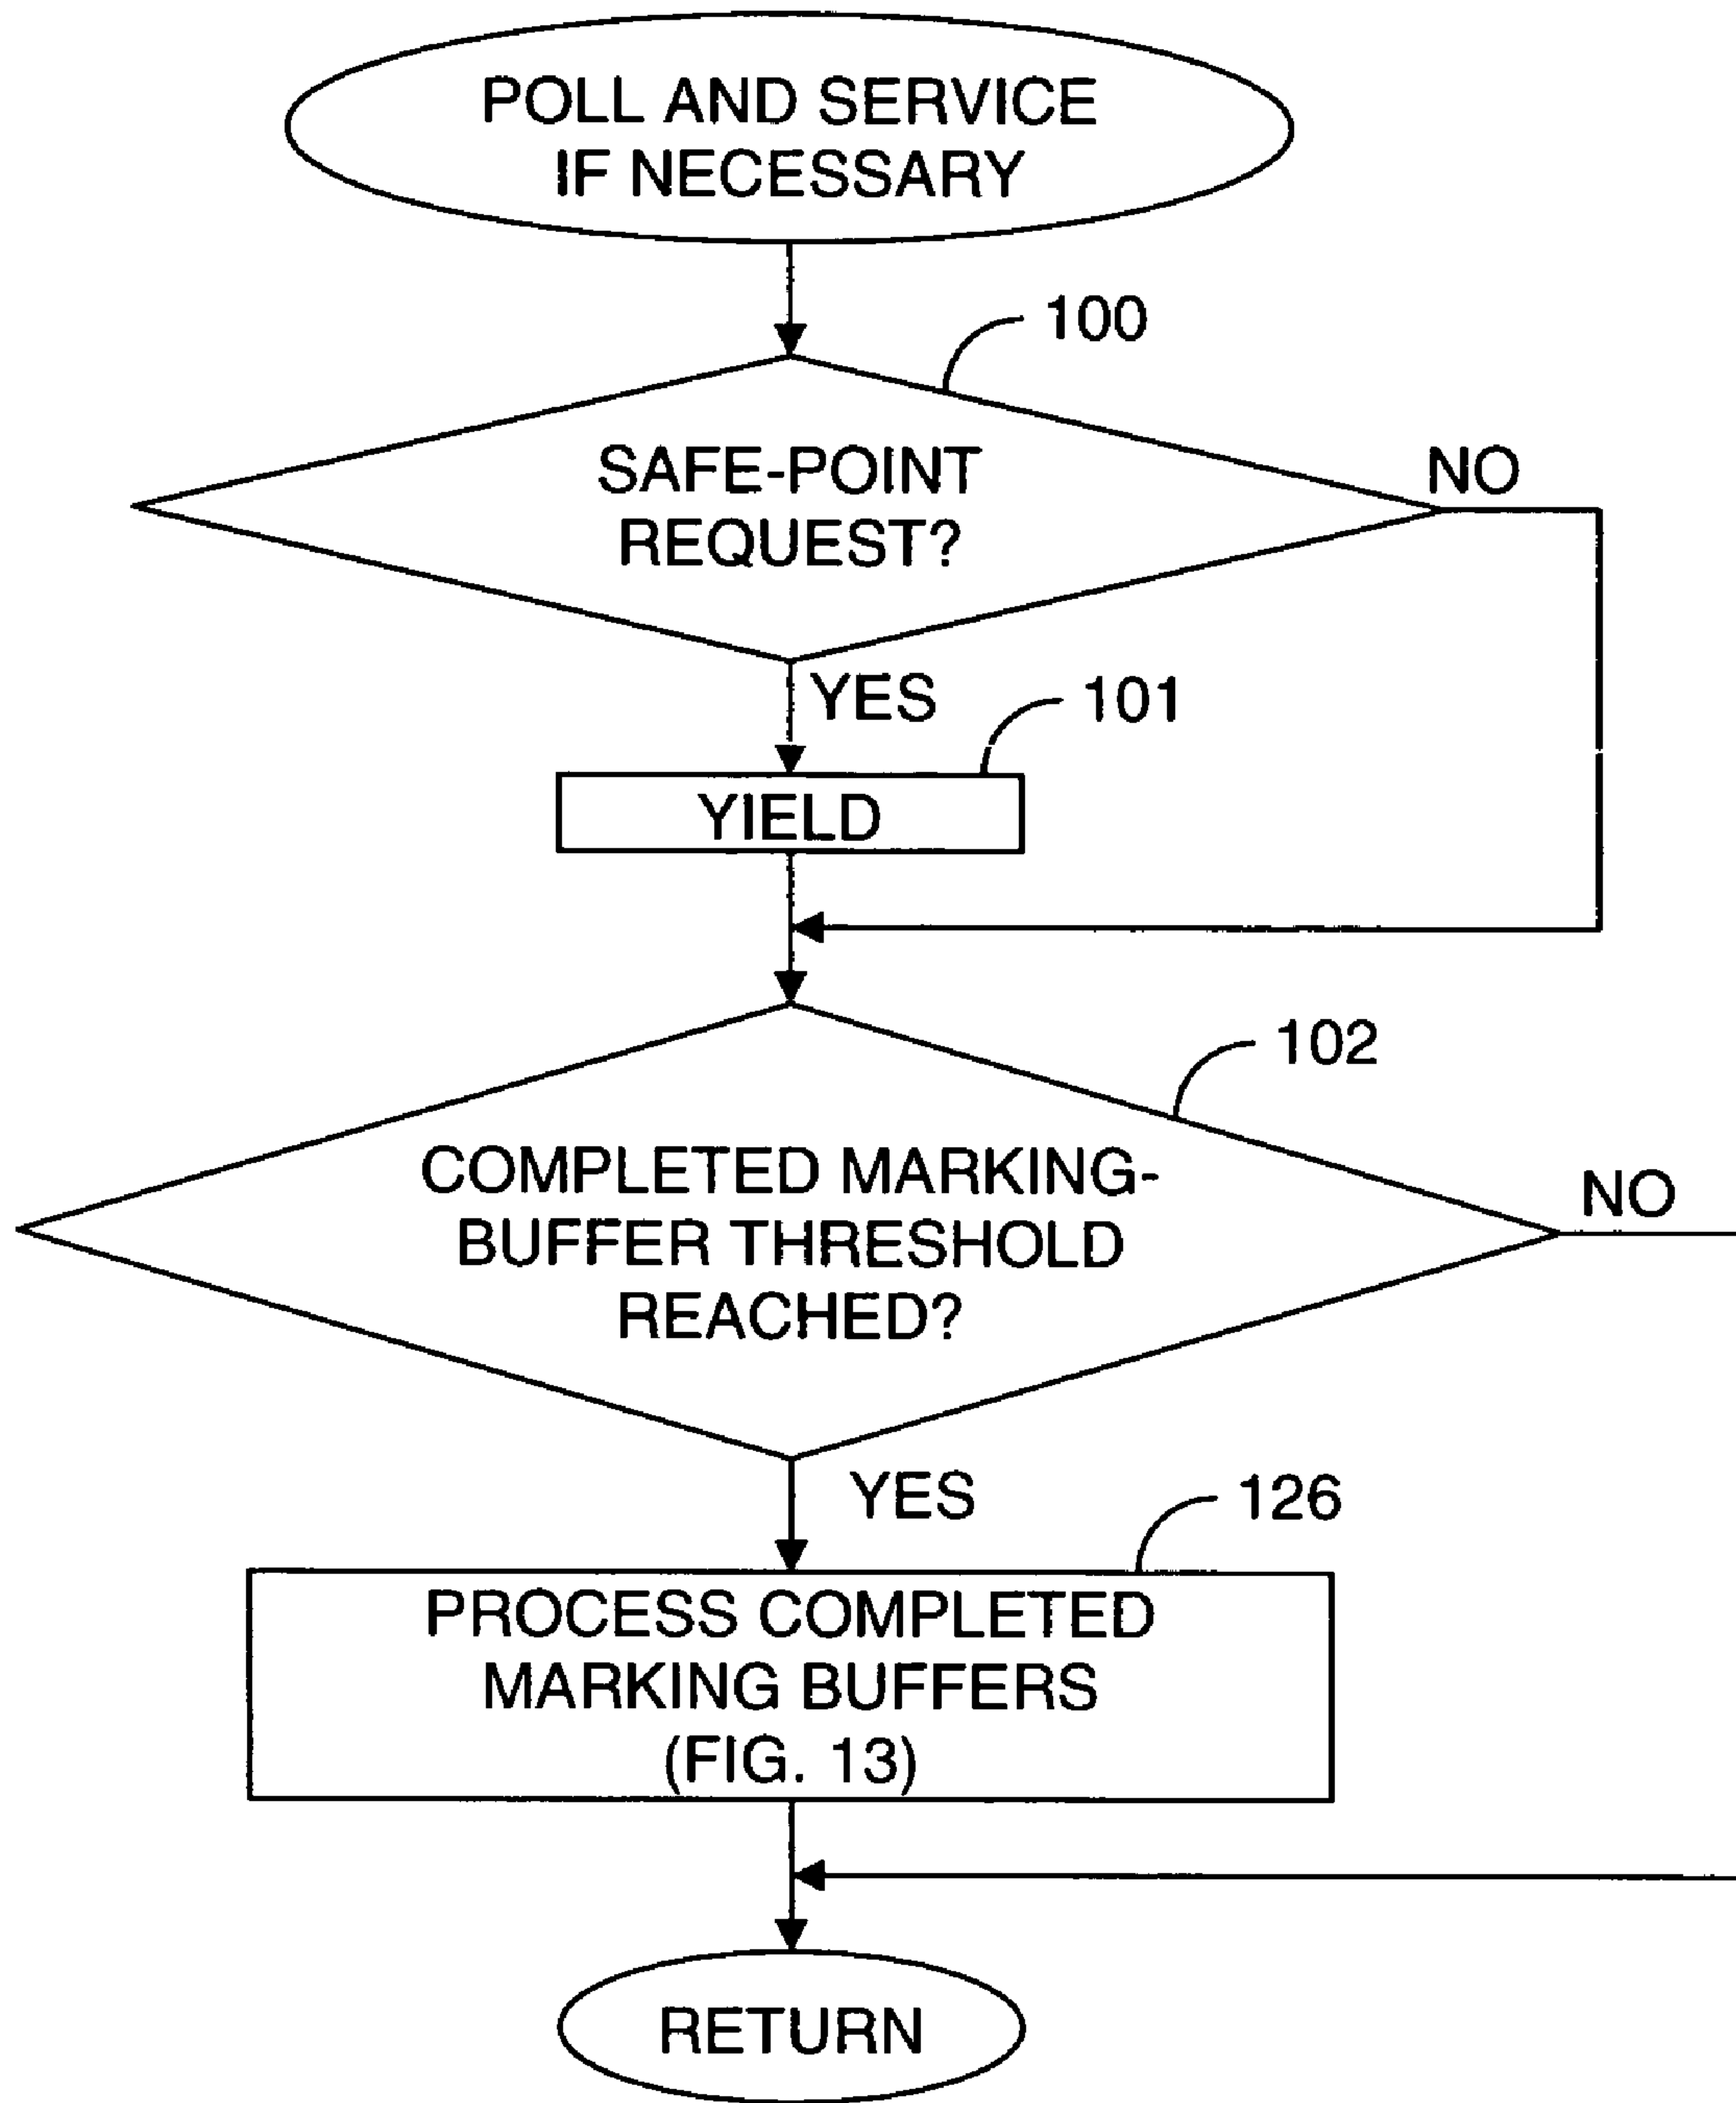 POLL AND SERVICE
IF NECESSARY
100
SAFE-POINT
REQUEST?
NO
YES
101
YIELD
102
COMPLETED MARKING-
BUFFER THRESHOLD
REACHED?
NO
YES
126
PROCESS COMPLETED
MARKING BUFFERS
(FIG. 13)
RETURN